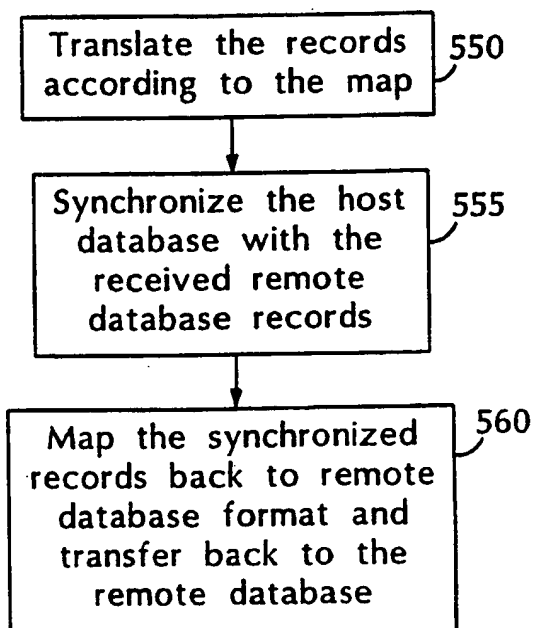 Translate the records
according to the map
550
Synchronize the host
database with the
received remote
database records
555
Map the synchronized
records back to remote
database format and
transfer back to the
remote database
560